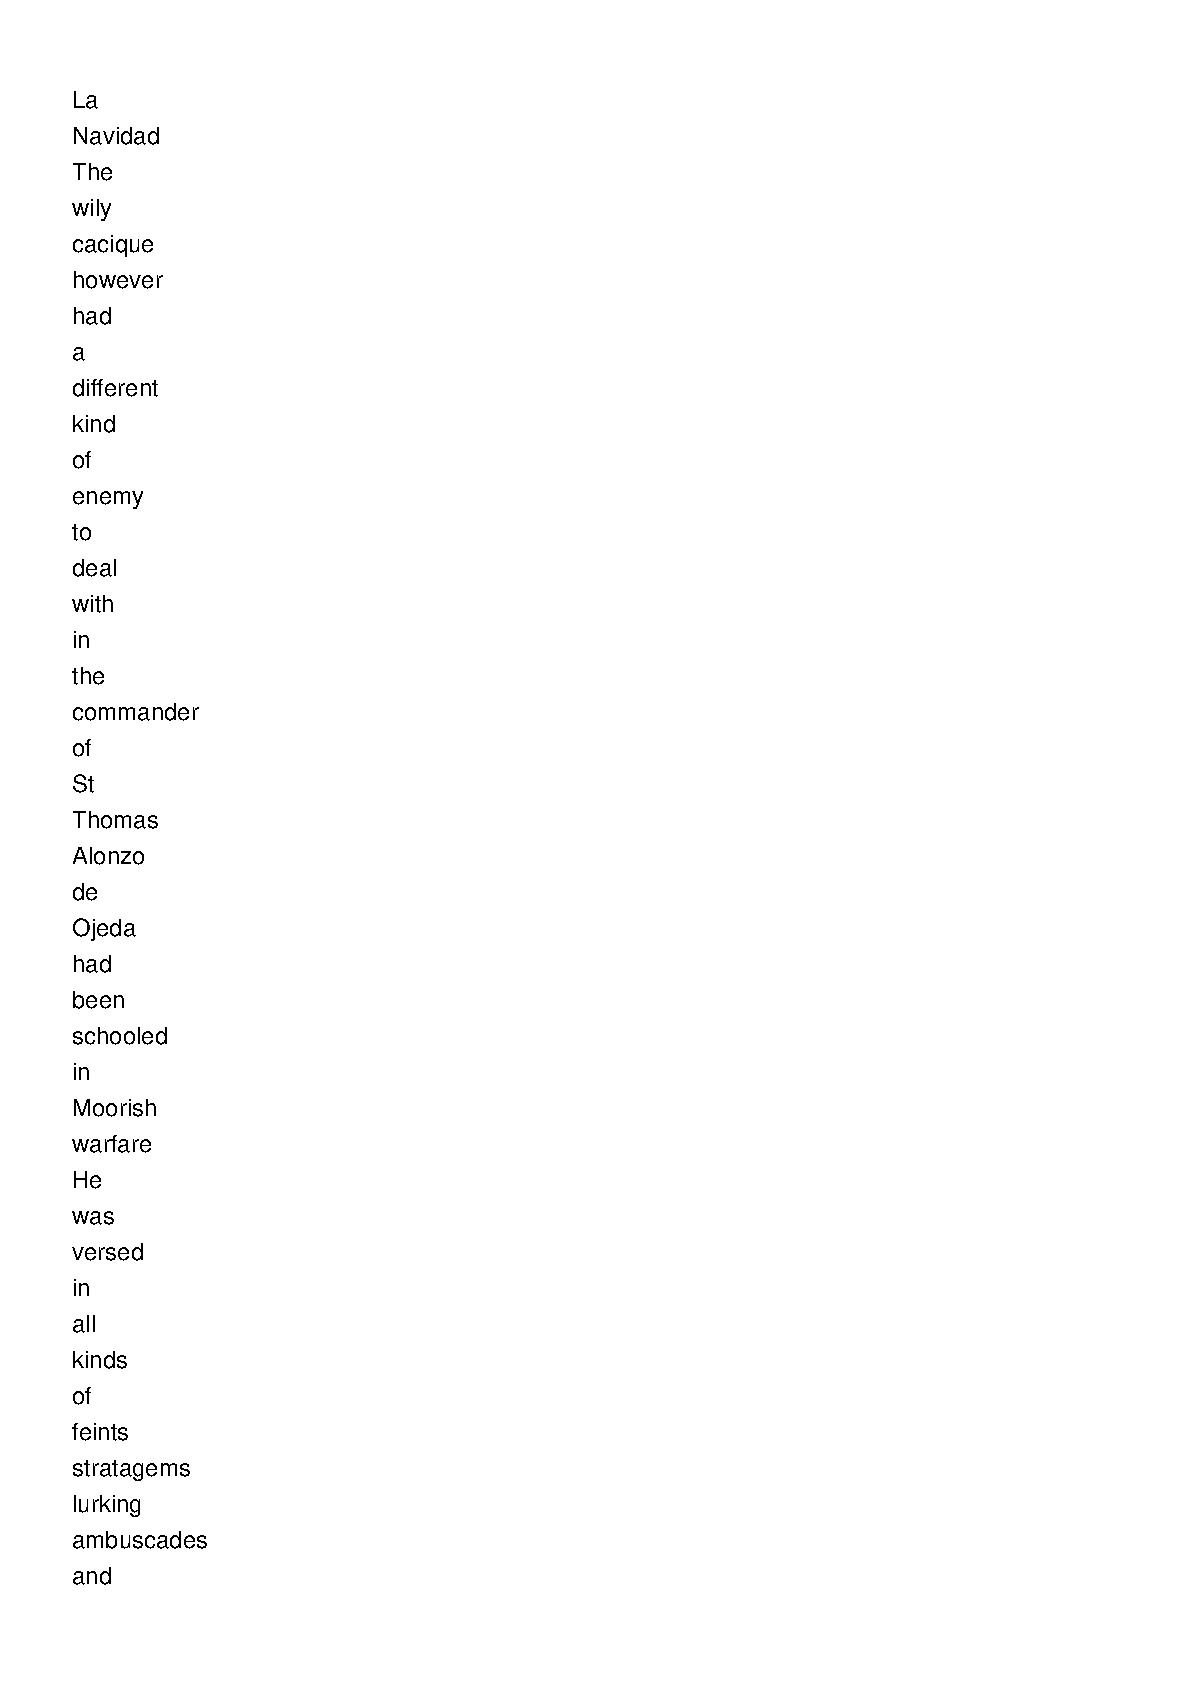 La
Navidad
The
wily
cacique
however
had
a
different
kind
of
enemy
to
deal
with
in
the
commander
of
St
Thomas
Alonzo
de
Ojeda
had
been
schooled
in
Moorish
warfare
He
was
versed
in
all
kinds
of
feints
stratagems
lurking
ambuscades
and